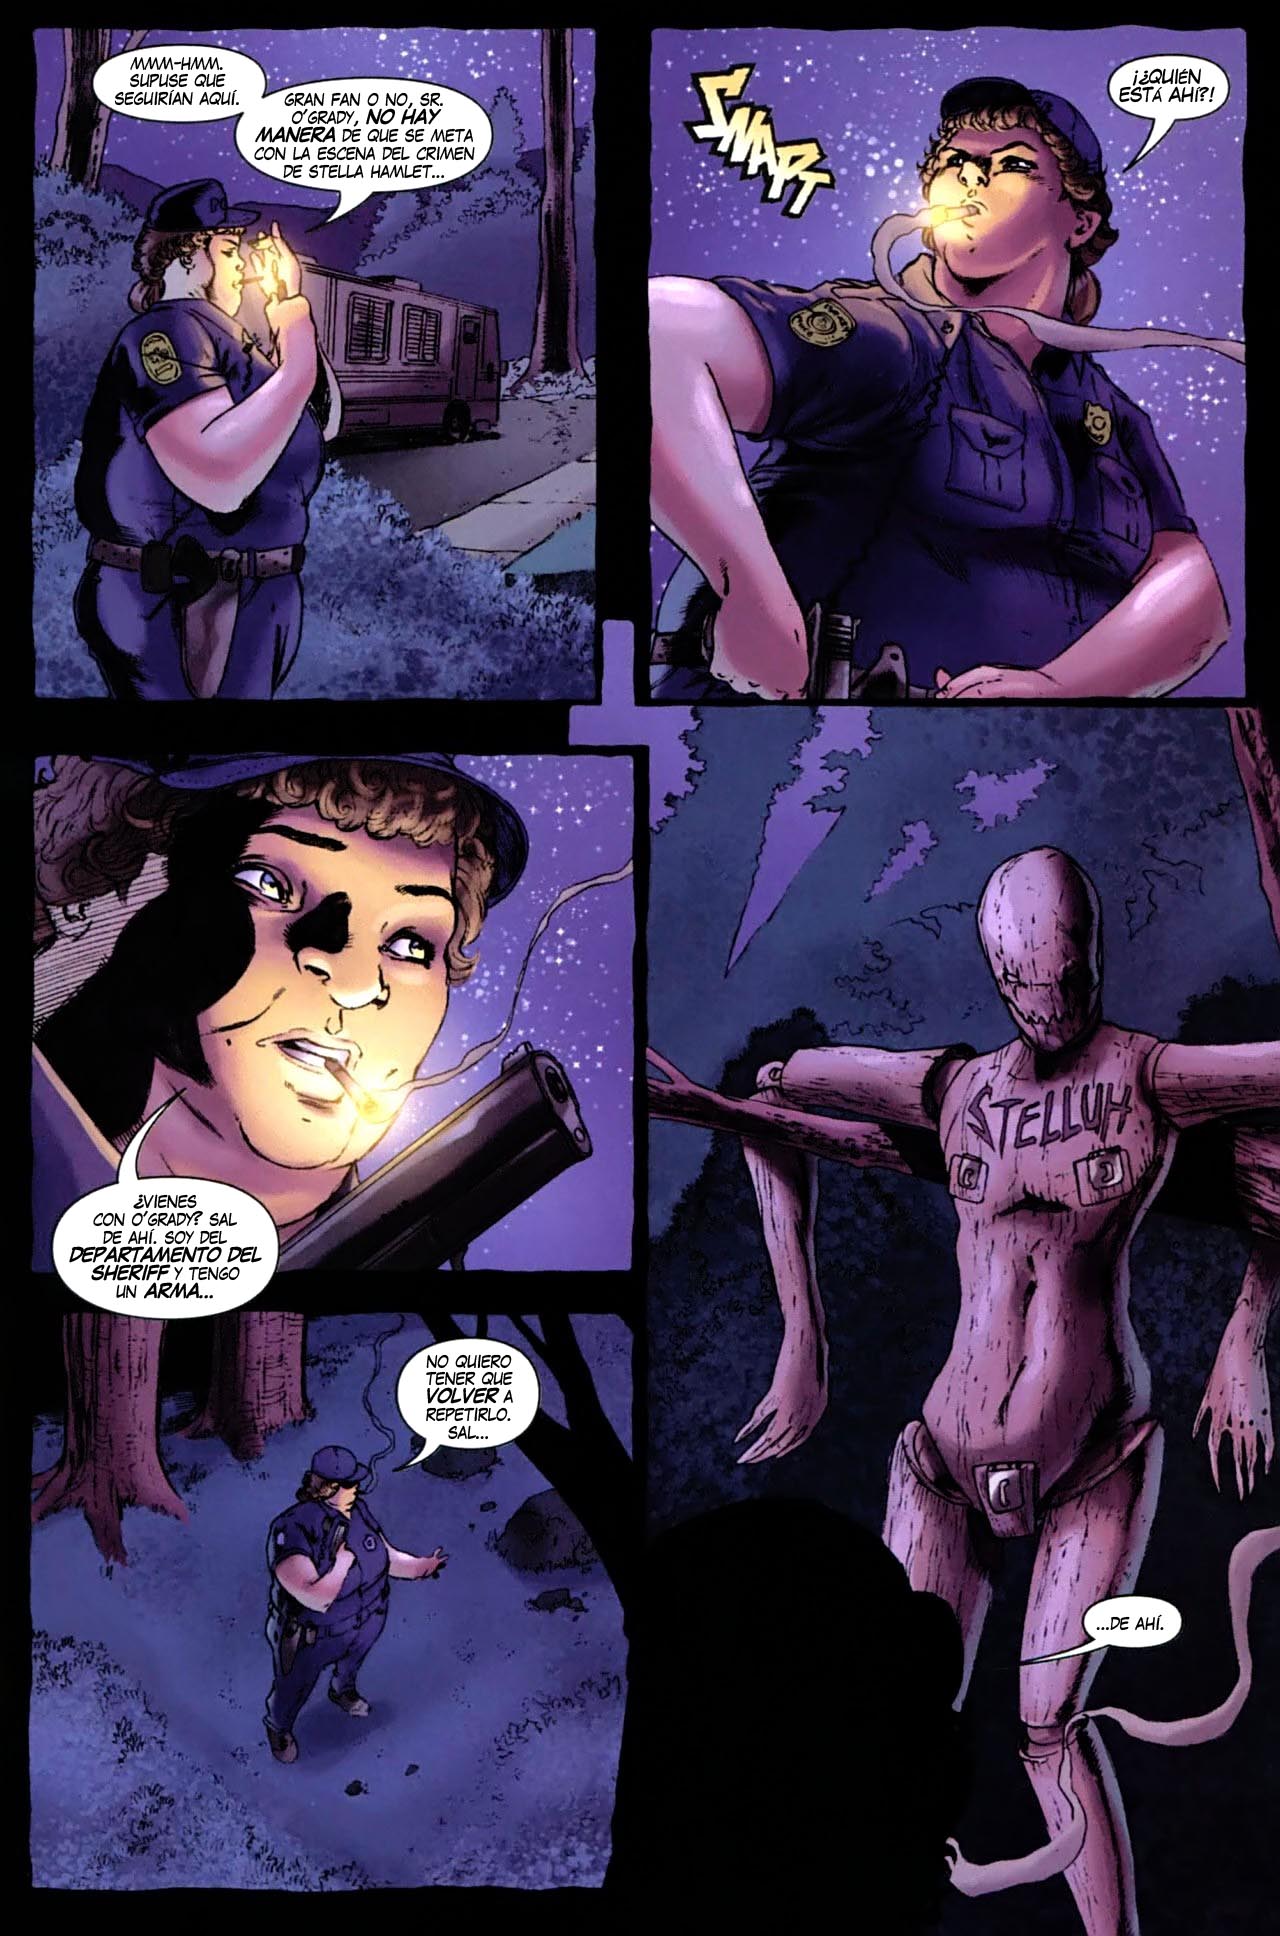 MMM-HMM.
SUPUSE QUE
SEGUIRÍAN AQUÍ.
GRAN FAN O NO, SR.
O'GRADY, NO HAY
MANERA DE QUE SE META
CON LA ESCENA DEL CRIMEN
DE STELLA HAMLET...
SNAPT
¡¿QUIÉN
ESTÁ AHÍ?!
¿VIENES
CON O'GRADY? SAL
DE AHÍ. SOY DEL
DEPARTAMENTO DEL
SHERIFF Y TENGO
UN ARMA...
NO QUIERO
TENER QUE
VOLVER A
REPETIRLO.
SAL...
STELLUH
...DE AHÍ.